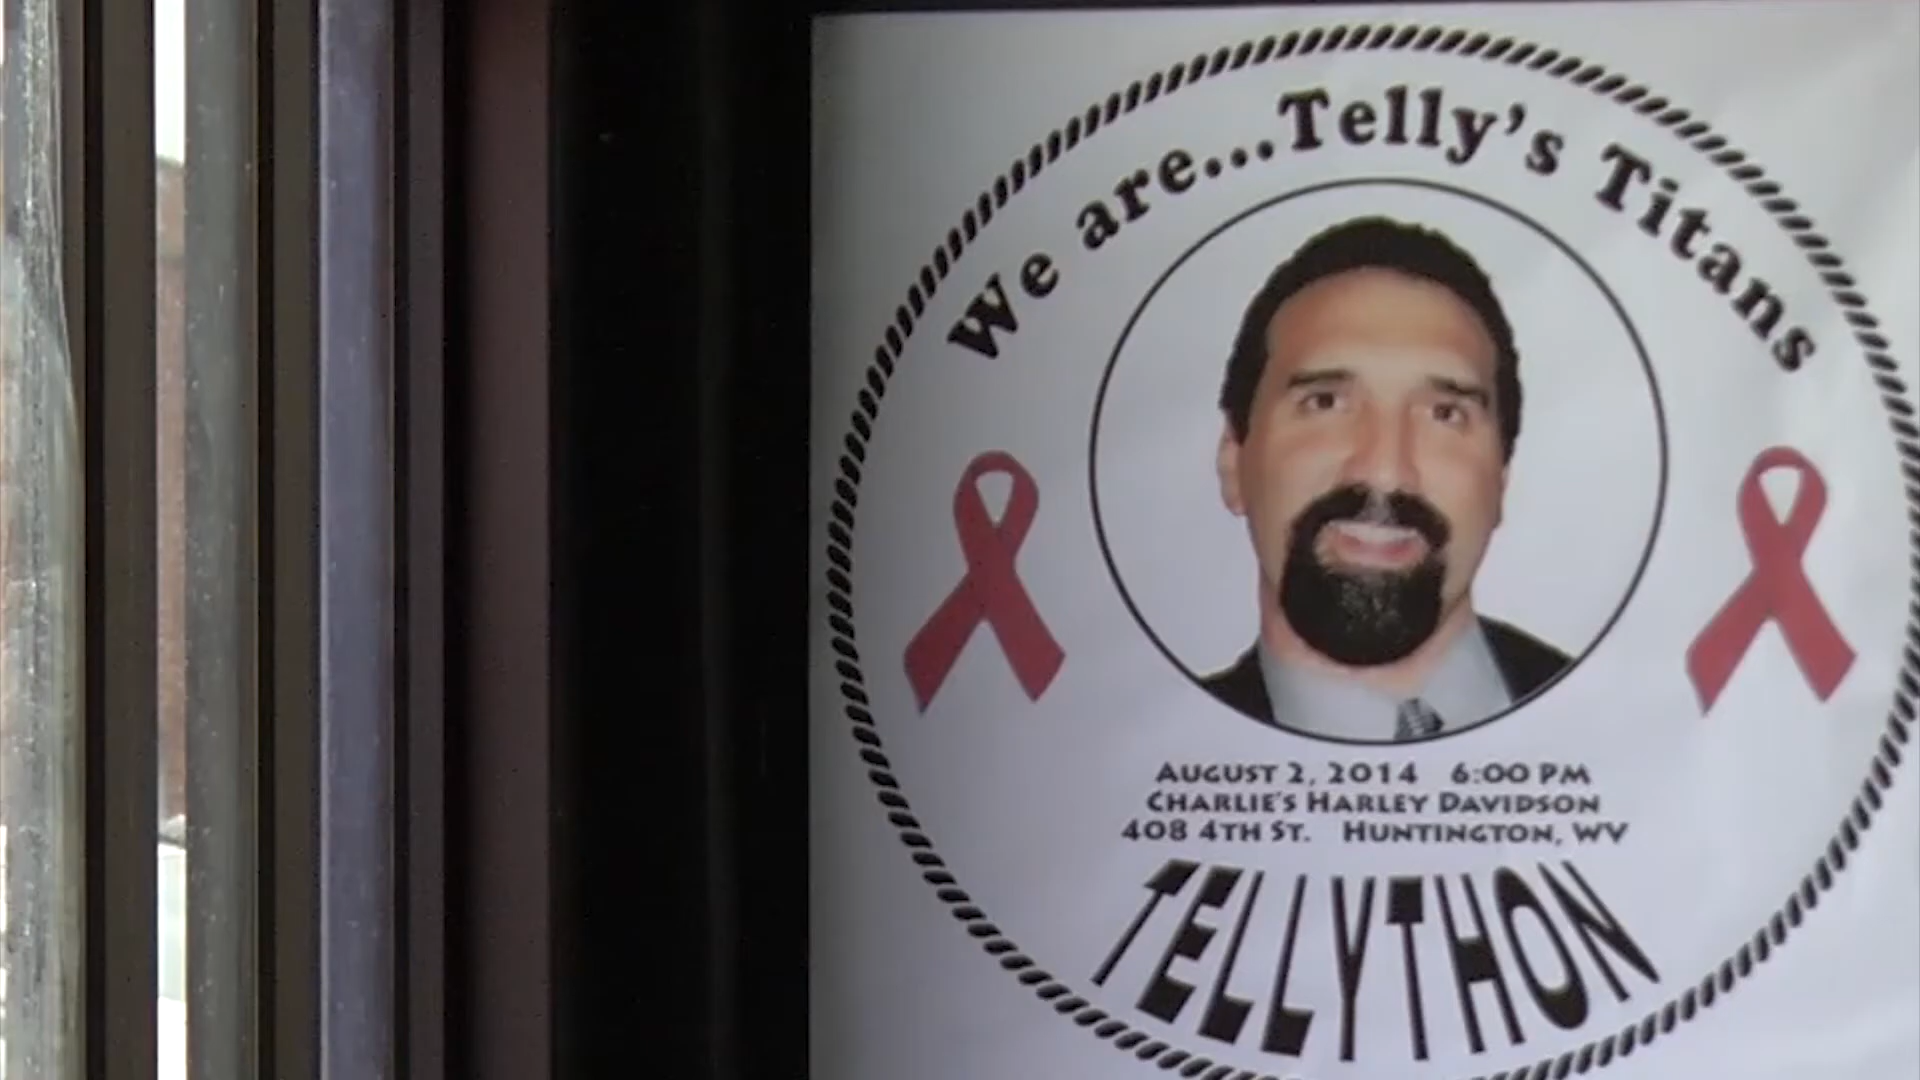 We are...Telly's Titans
AUGUST 2, 2014 6:00 PM
CHARLIE'S HARLEY DAVIDSON
408 4TH ST. HUNTINGTON, WV
TELLYTHON